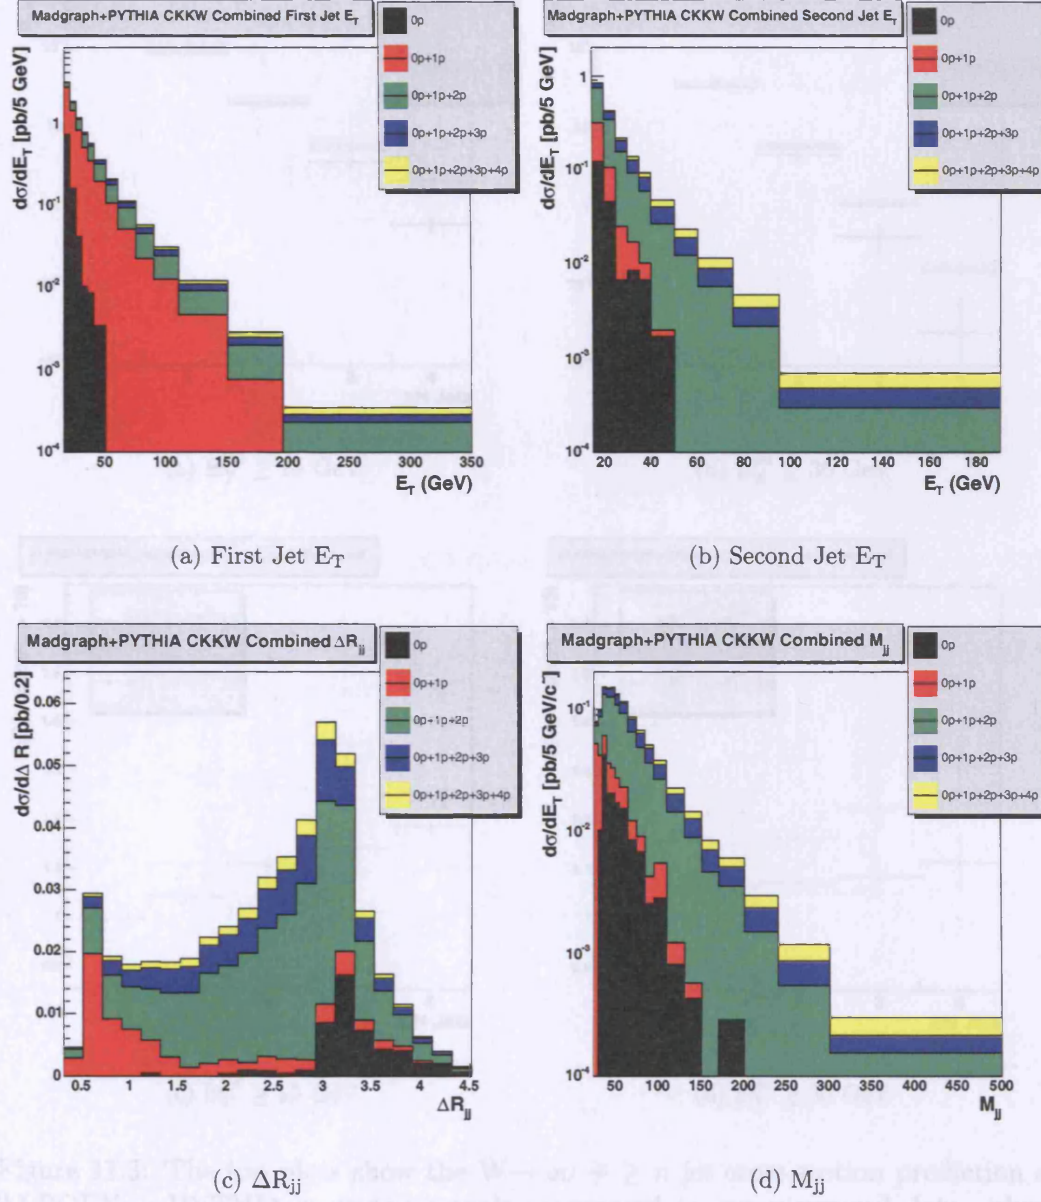 Madgraph+PYTHIA CKKW Combined First Jet E_T
0p
0p+1p
0p+1p+2p
0p+1p+2p+3p
0p+1p+2p+3p+4p
dσ/dE_T [pb/5 GeV]
1
10⁻¹
10⁻²
10⁻³
10⁻⁴
50 100 150 200 250 300 350
E_T (GeV)
(a) First Jet E_T
Madgraph+PYTHIA CKKW Combined Second Jet E_T
0p
0p+1p
0p+1p+2p
0p+1p+2p+3p
0p+1p+2p+3p+4p
dσ/dE_T [pb/5 GeV]
1
10⁻¹
10⁻²
10⁻³
10⁻⁴
20 40 60 80 100 120 140 160 180
E_T (GeV)
(b) Second Jet E_T
Madgraph+PYTHIA CKKW Combined ΔR_jj
0p
0p+1p
0p+1p+2p
0p+1p+2p+3p
0p+1p+2p+3p+4p
dσ/dΔ R [pb/0.2]
0.06
0.05
0.04
0.03
0.02
0.01
0
0.5 1 1.5 2 2.5 3 3.5 4 4.5
ΔR_jj
(c) ΔR_jj
Madgraph+PYTHIA CKKW Combined M_jj
0p
0p+1p
0p+1p+2p
0p+1p+2p+3p
0p+1p+2p+3p+4p
dσ/dE_T [pb/5 GeV/c⁻]
10⁻¹
10⁻²
10⁻³
10⁻⁴
50 100 150 200 250 300 350 400 450 500
M_jj
(d) M_jj